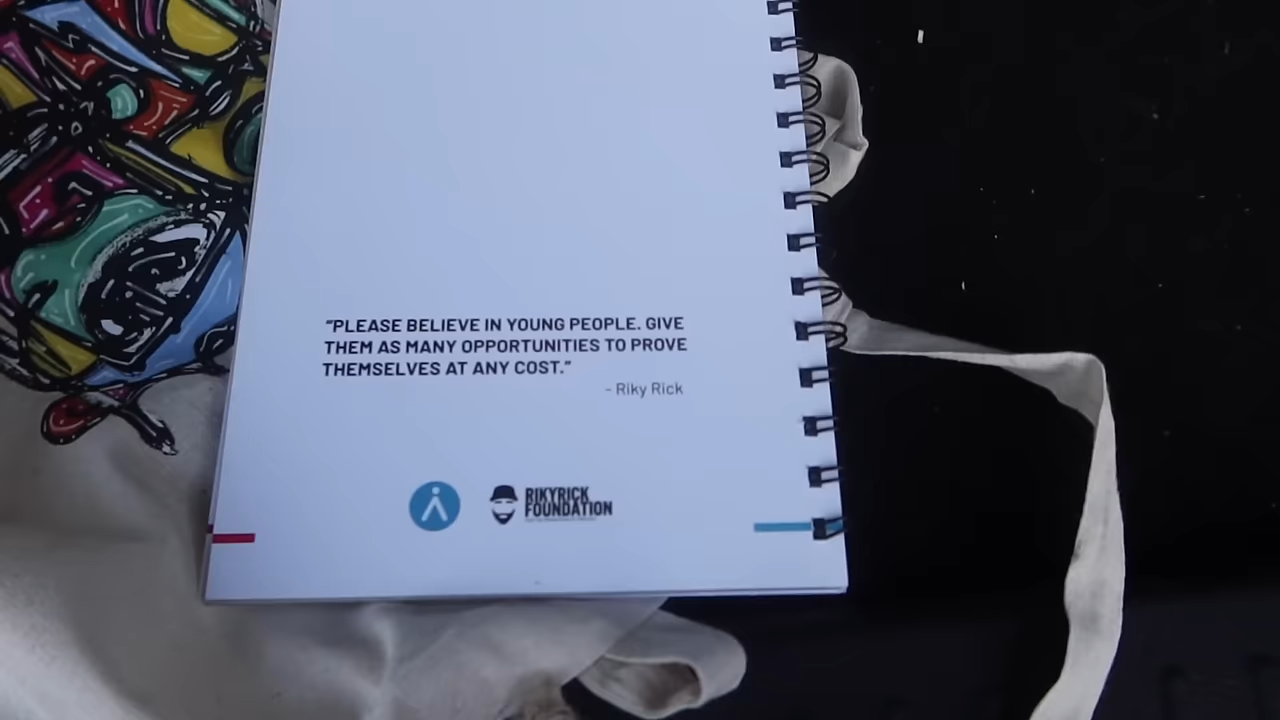 “PLEASE BELIEVE IN YOUNG PEOPLE. GIVE
THEM AS MANY OPPORTUNITIES TO PROVE
THEMSELVES AT ANY COST.”
– Riky Rick
RIKYRICK
FOUNDATION